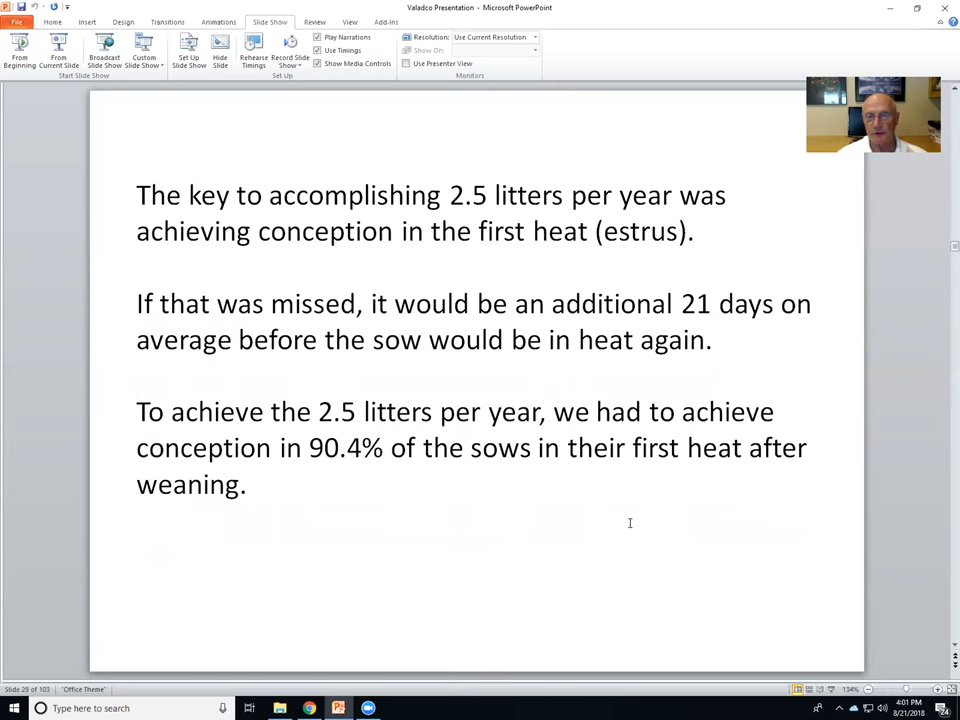 Valadco Presentation - Microsoft PowerPoint
File Home Insert Design Transitions Animations Slide Show Review View Add-Ins
From Beginning
From Current Slide
Broadcast Slide Show
Custom Slide Show
Start Slide Show
Set Up Slide Show
Hide Slide
Rehearse Timings
Record Slide Show
Play Narrations
Use Timings
Show Media Controls
Set Up
Resolution: Use Current Resolution
Show On:
Use Presenter View
Monitors
The key to accomplishing 2.5 litters per year was
achieving conception in the first heat (estrus).
If that was missed, it would be an additional 21 days on
average before the sow would be in heat again.
To achieve the 2.5 litters per year, we had to achieve
conception in 90.4% of the sows in their first heat after
weaning.
Slide 29 of 103 "Office Theme" 134%
Type here to search
4:01 PM
8/21/2018
24